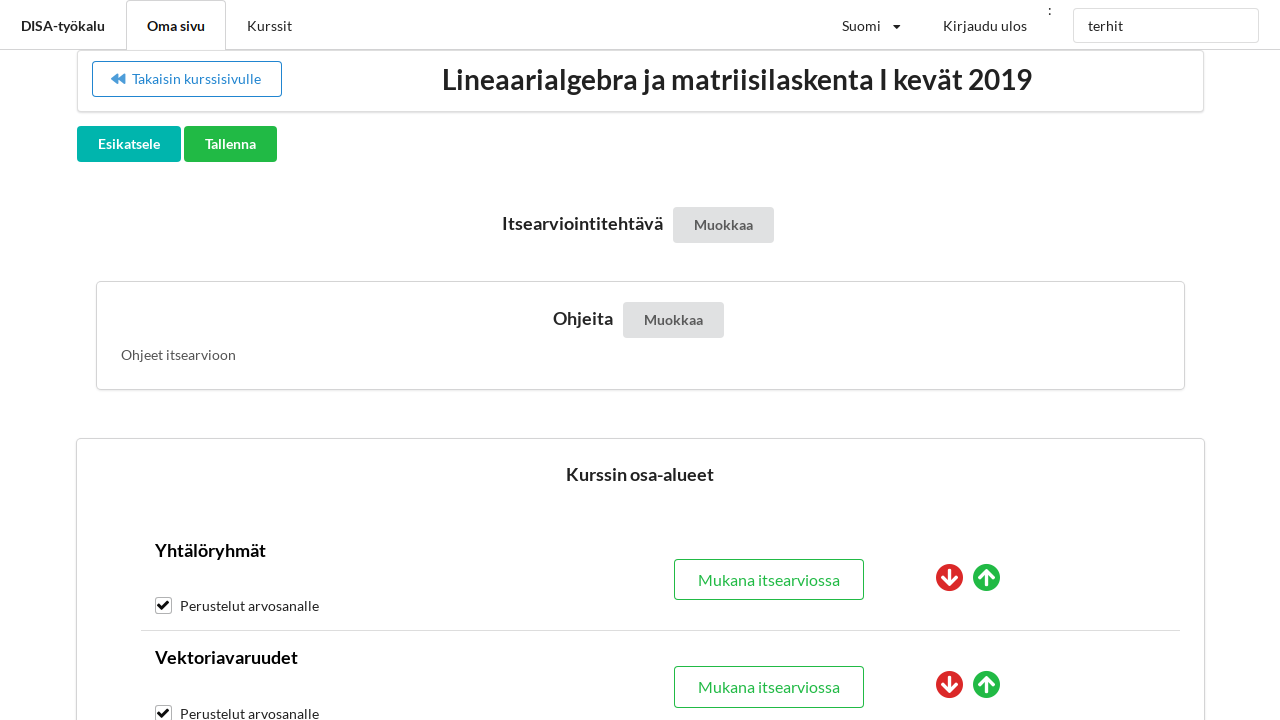 DISA-työkalu Oma sivu Kurssit Suomi Kirjaudu ulos : terhit
Takaisin kurssisivulle Lineaarialgebra ja matriisilaskenta I kevät 2019
Esikatsele Tallenna
Itsearviointitehtävä Muokkaa
Ohjeita Muokkaa
Ohjeet itsearvioon
Kurssin osa-alueet
Yhtälöryhmät
Mukana itsearviossa
Perustelut arvosanalle
Vektoriavaruudet
Mukana itsearviossa
Perustelut arvosanalle